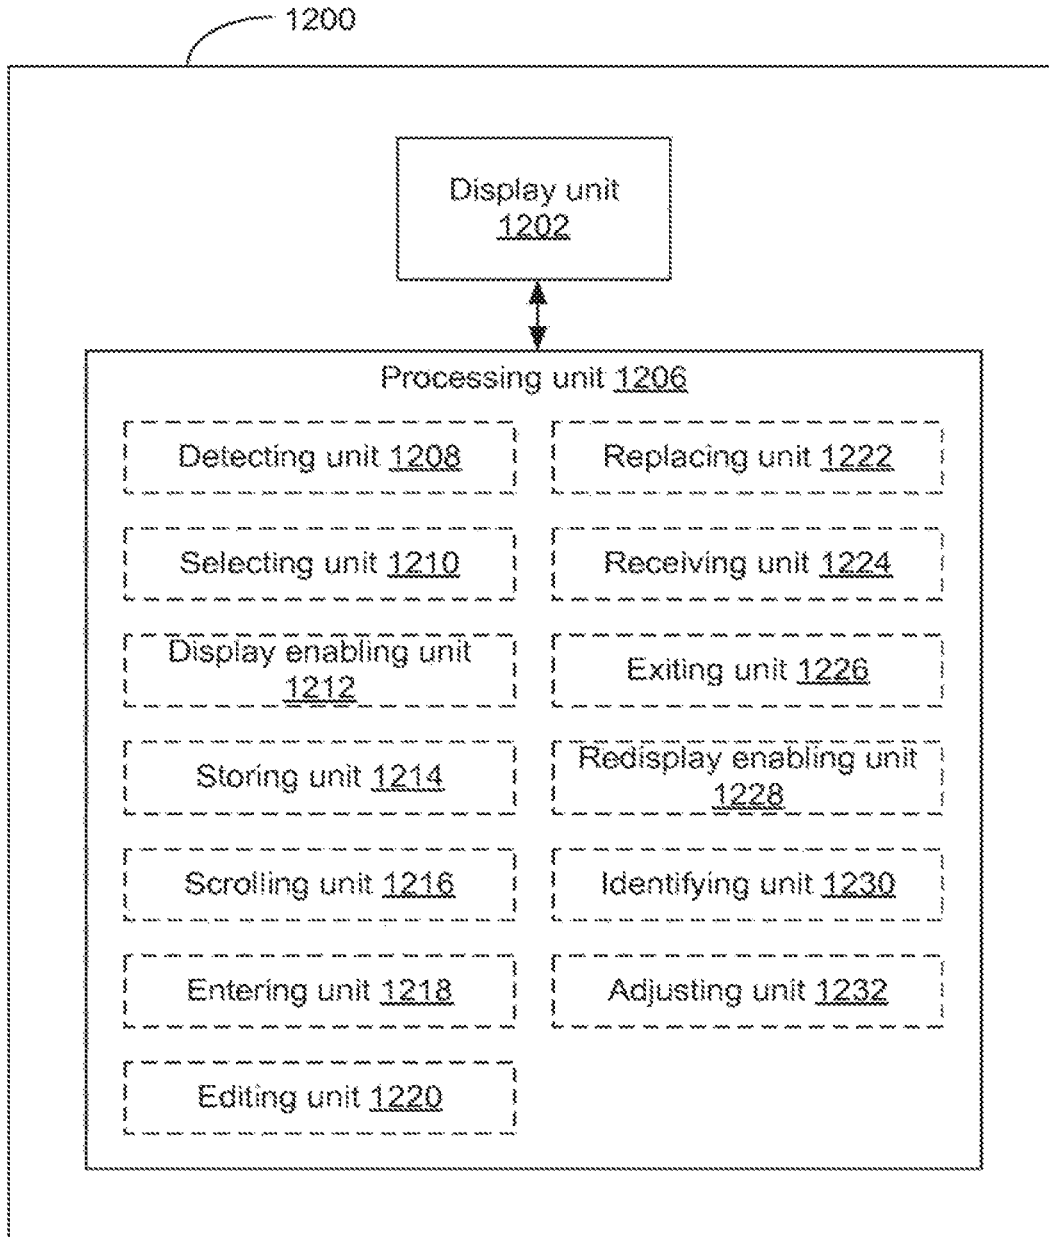 1200
Display unit
1202
Processing unit 1206
Detecting unit 1208
Selecting unit 1210
Display enabling unit
1212
Storing unit 1214
Scrolling unit 1216
Entering unit 1218
Editing unit 1220
Replacing unit 1222
Receiving unit 1224
Exiting unit 1226
Redisplay enabling unit
1228
Identifying unit 1230
Adjusting unit 1232